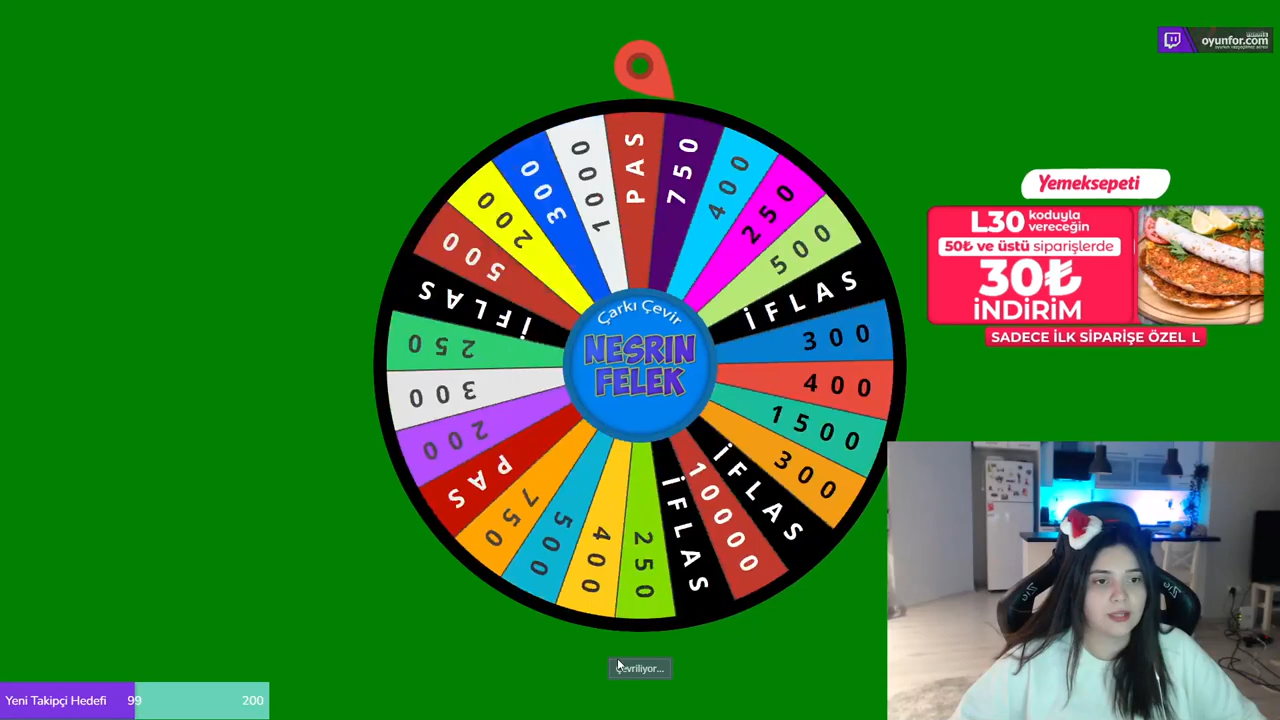 oyunfor.com
Yemeksepeti
L30 koduyla
vereceğin
50₺ ve üstü siparişlerde
30₺
İNDİRİM
SADECE İLK SİPARİŞE ÖZEL L
PAS
750
400
250
500
İFLAS
300
400
1500
300
İFLAS
10000
İFLAS
250
400
500
750
PAS
200
300
250
İFLAS
500
200
300
1000
Çarkı Çevir
NESRIN
FELEK
Çevriliyor...
Yeni Takipçi Hedefi 99 200